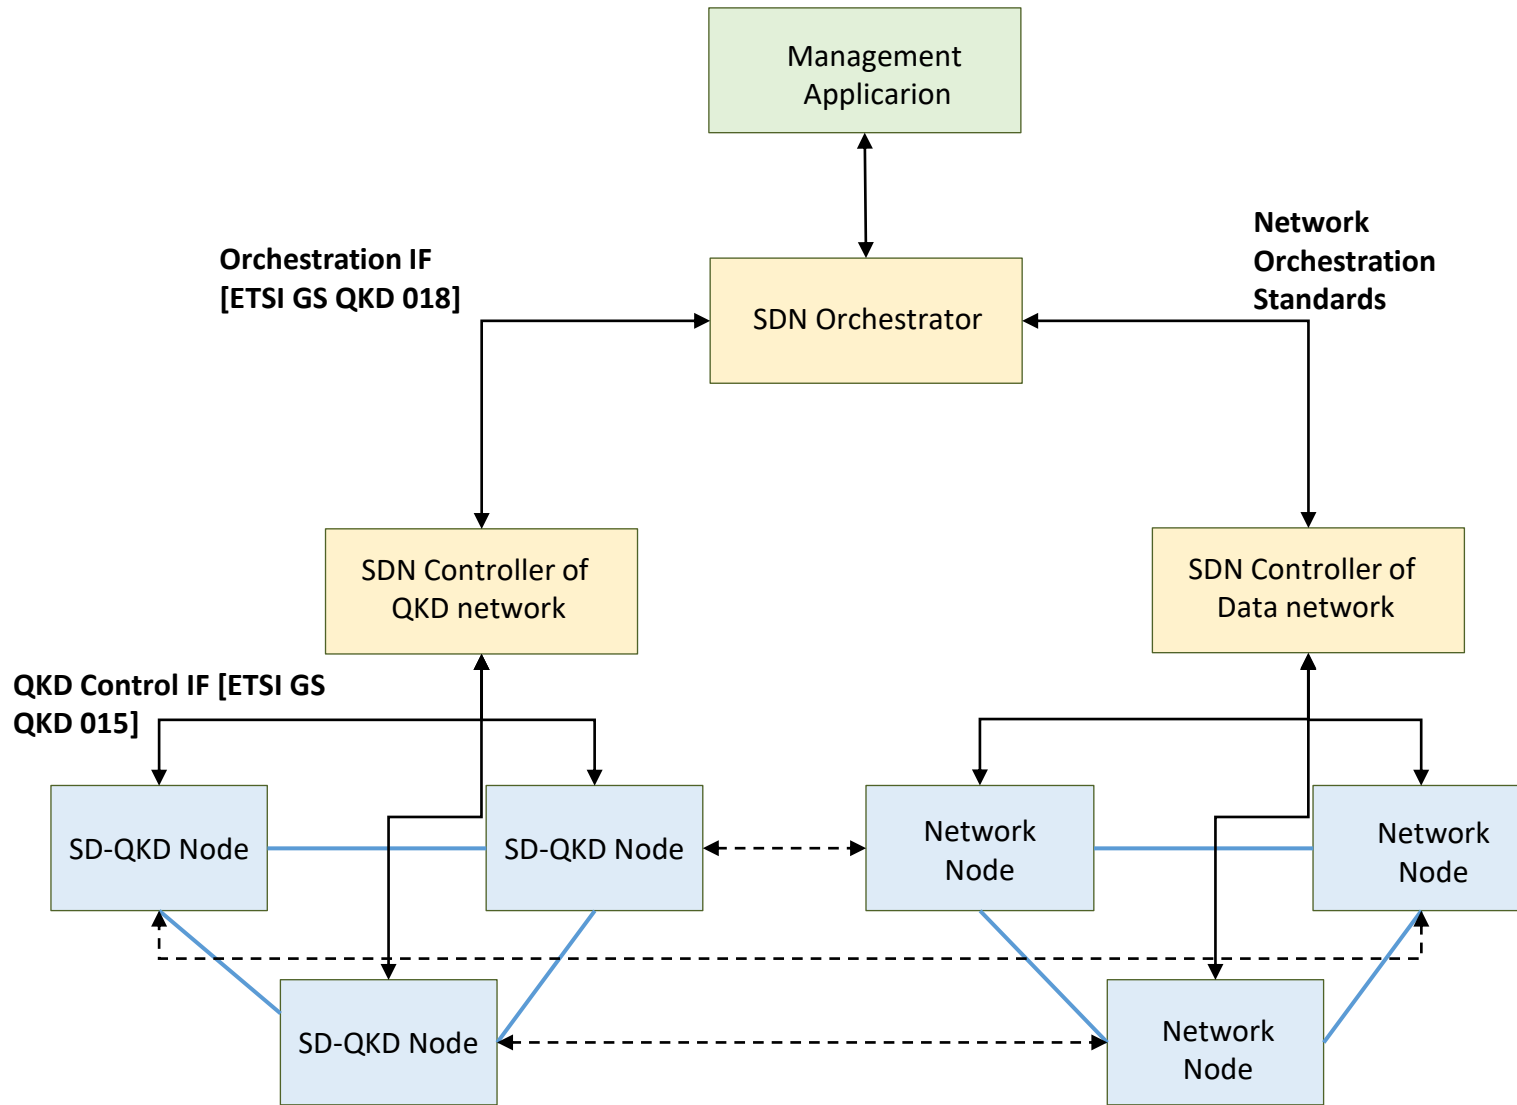 Management
Applicarion
Orchestration IF
[ETSI GS QKD 018]
Network
Orchestration
Standards
SDN Orchestrator
SDN Controller of
QKD network
SDN Controller of
Data network
QKD Control IF [ETSI GS
QKD 015]
SD-QKD Node
SD-QKD Node
Network
Node
Network
Node
SD-QKD Node
Network
Node